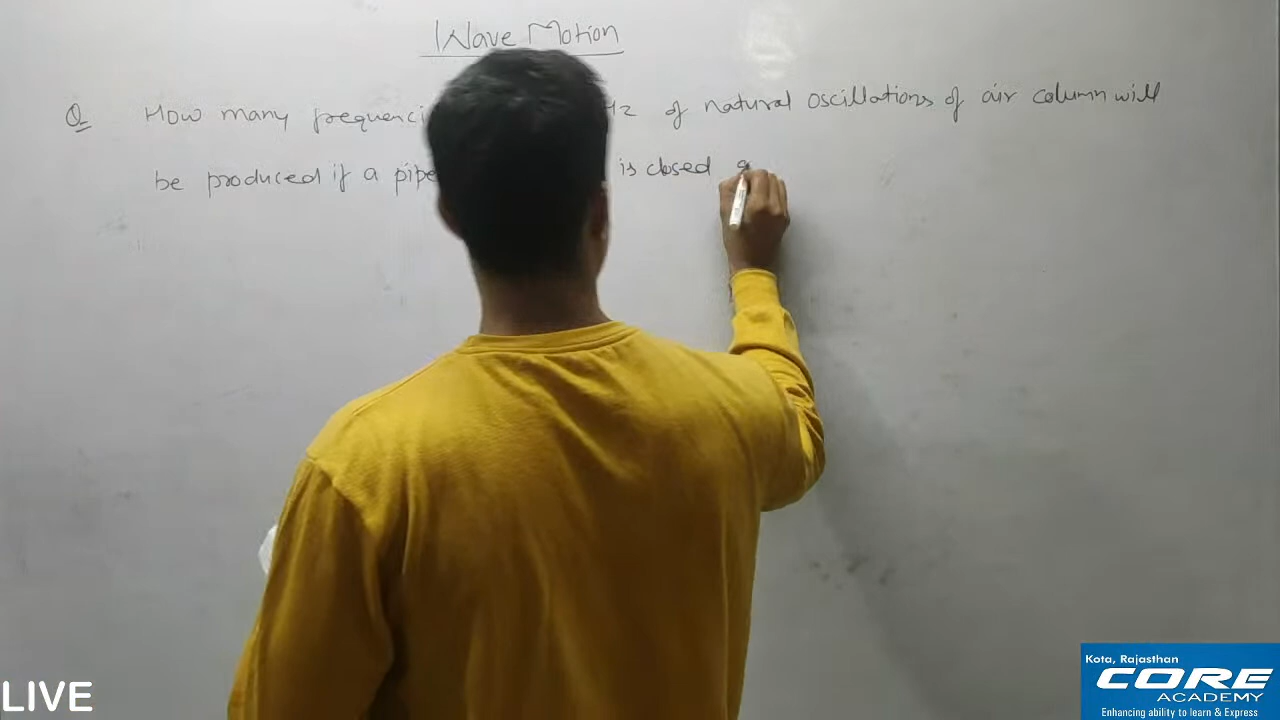 Wave Motion
Q How many frequenci Hz of natural oscillations of air column will
be produced if a pipe is closed
LIVE
Kota, Rajasthan
CORE
ACADEMY
Enhancing ability to learn & Express